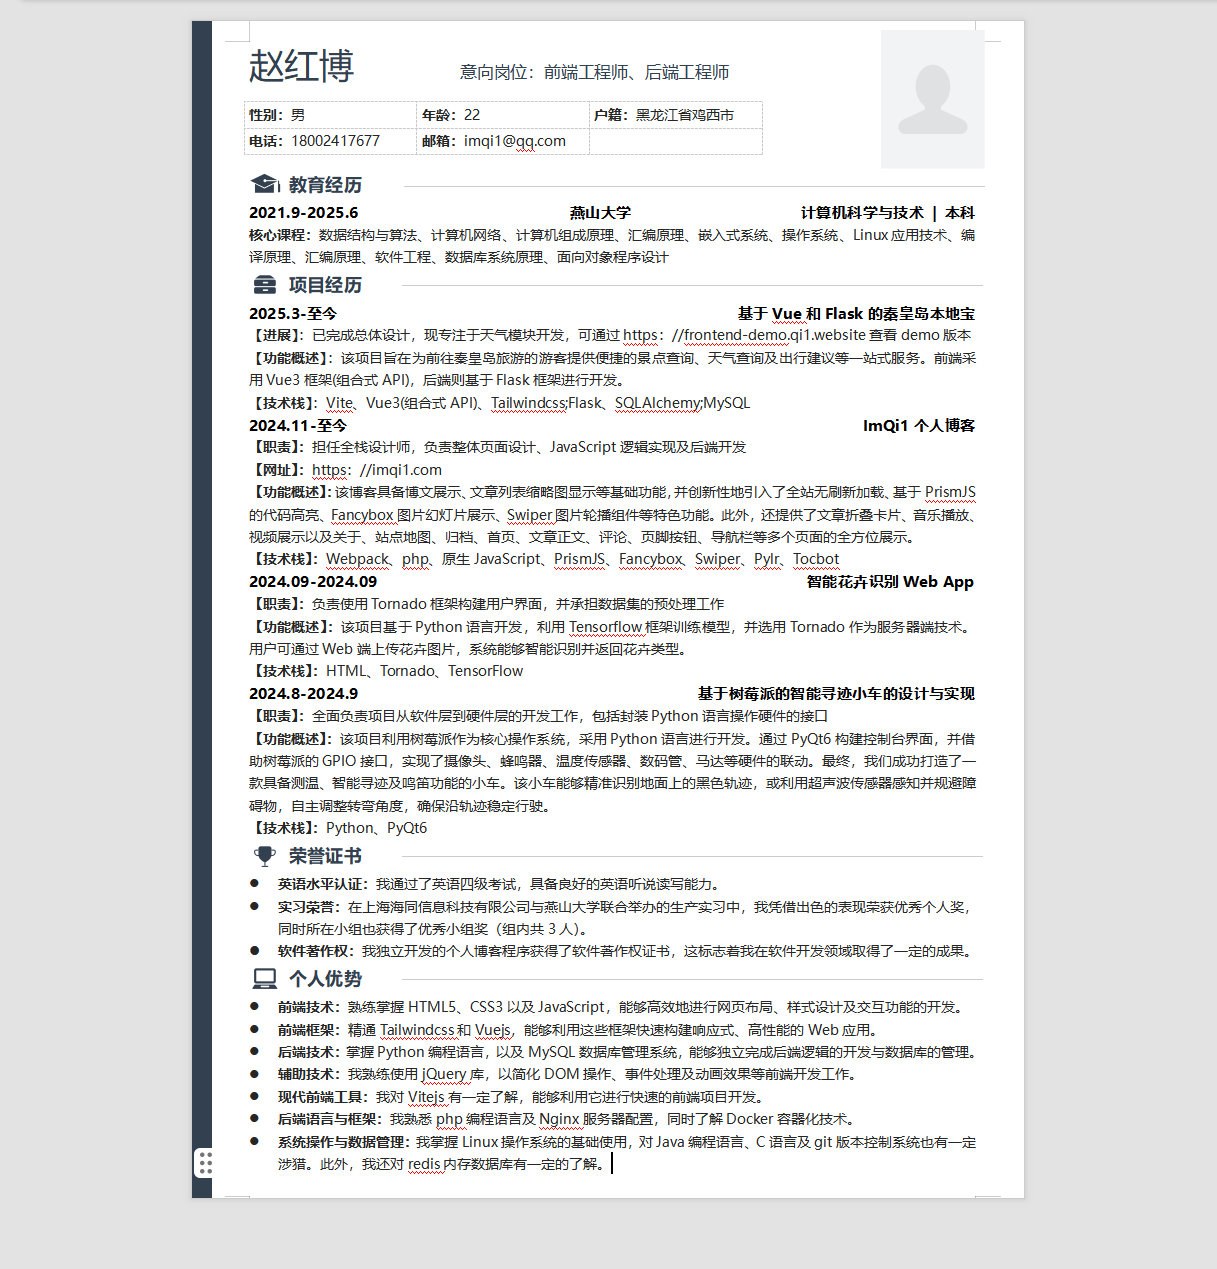 赵红博 意向岗位：前端工程师、后端工程师
性别：男 年龄：22 户籍：黑龙江省鸡西市
电话：18002417677 邮箱：imqi1@qq.com
教育经历
2021.9-2025.6 燕山大学 计算机科学与技术 | 本科
核心课程：数据结构与算法、计算机网络、计算机组成原理、汇编原理、嵌入式系统、操作系统、Linux 应用技术、编
译原理、汇编原理、软件工程、数据库系统原理、面向对象程序设计
项目经历
2025.3-至今 基于 Vue 和 Flask 的秦皇岛本地宝
【进展】：已完成总体设计，现专注于天气模块开发，可通过 https：//frontend-demo.qi1.website 查看 demo 版本
【功能概述】：该项目旨在为前往秦皇岛旅游的游客提供便捷的景点查询、天气查询及出行建议等一站式服务。前端采
用 Vue3 框架(组合式 API)，后端则基于 Flask 框架进行开发。
【技术栈】：Vite、Vue3(组合式 API)、Tailwindcss;Flask、SQLAlchemy;MySQL
2024.11-至今 ImQi1 个人博客
【职责】：担任全栈设计师，负责整体页面设计、JavaScript 逻辑实现及后端开发
【网址】：https：//imqi1.com
【功能概述】：该博客具备博文展示、文章列表缩略图显示等基础功能，并创新性地引入了全站无刷新加载、基于 PrismJS
的代码高亮、Fancybox 图片幻灯片展示、Swiper 图片轮播组件等特色功能。此外，还提供了文章折叠卡片、音乐播放、
视频展示以及关于、站点地图、归档、首页、文章正文、评论、页脚按钮、导航栏等多个页面的全方位展示。
【技术栈】：Webpack、php、原生 JavaScript、PrismJS、Fancybox、Swiper、Pylr、Tocbot
2024.09-2024.09 智能花卉识别 Web App
【职责】：负责使用 Tornado 框架构建用户界面，并承担数据集的预处理工作
【功能概述】：该项目基于 Python 语言开发，利用 Tensorflow 框架训练模型，并选用 Tornado 作为服务器端技术。
用户可通过 Web 端上传花卉图片，系统能够智能识别并返回花卉类型。
【技术栈】：HTML、Tornado、TensorFlow
2024.8-2024.9 基于树莓派的智能寻迹小车的设计与实现
【职责】：全面负责项目从软件层到硬件层的开发工作，包括封装 Python 语言操作硬件的接口
【功能概述】：该项目利用树莓派作为核心操作系统，采用 Python 语言进行开发。通过 PyQt6 构建控制台界面，并借
助树莓派的 GPIO 接口，实现了摄像头、蜂鸣器、温度传感器、数码管、马达等硬件的联动。最终，我们成功打造了一
款具备测温、智能寻迹及鸣笛功能的小车。该小车能够精准识别地面上的黑色轨迹，或利用超声波传感器感知并规避障
碍物，自主调整转弯角度，确保沿轨迹稳定行驶。
【技术栈】：Python、PyQt6
荣誉证书
● 英语水平认证：我通过了英语四级考试，具备良好的英语听说读写能力。
● 实习荣誉：在上海海同信息科技有限公司与燕山大学联合举办的生产实习中，我凭借出色的表现荣获优秀个人奖，
同时所在小组也获得了优秀小组奖（组内共 3 人）。
● 软件著作权：我独立开发的个人博客程序获得了软件著作权证书，这标志着我在软件开发领域取得了一定的成果。
个人优势
● 前端技术：熟练掌握 HTML5、CSS3 以及 JavaScript，能够高效地进行网页布局、样式设计及交互功能的开发。
● 前端框架：精通 Tailwindcss 和 Vuejs，能够利用这些框架快速构建响应式、高性能的 Web 应用。
● 后端技术：掌握 Python 编程语言，以及 MySQL 数据库管理系统，能够独立完成后端逻辑的开发与数据库的管理。
● 辅助技术：我熟练使用 jQuery 库，以简化 DOM 操作、事件处理及动画效果等前端开发工作。
● 现代前端工具：我对 Vitejs 有一定了解，能够利用它进行快速的前端项目开发。
● 后端语言与框架：我熟悉 php 编程语言及 Nginx 服务器配置，同时了解 Docker 容器化技术。
● 系统操作与数据管理：我掌握 Linux 操作系统的基础使用，对 Java 编程语言、C 语言及 git 版本控制系统也有一定
涉猎。此外，我还对 redis 内存数据库有一定的了解。